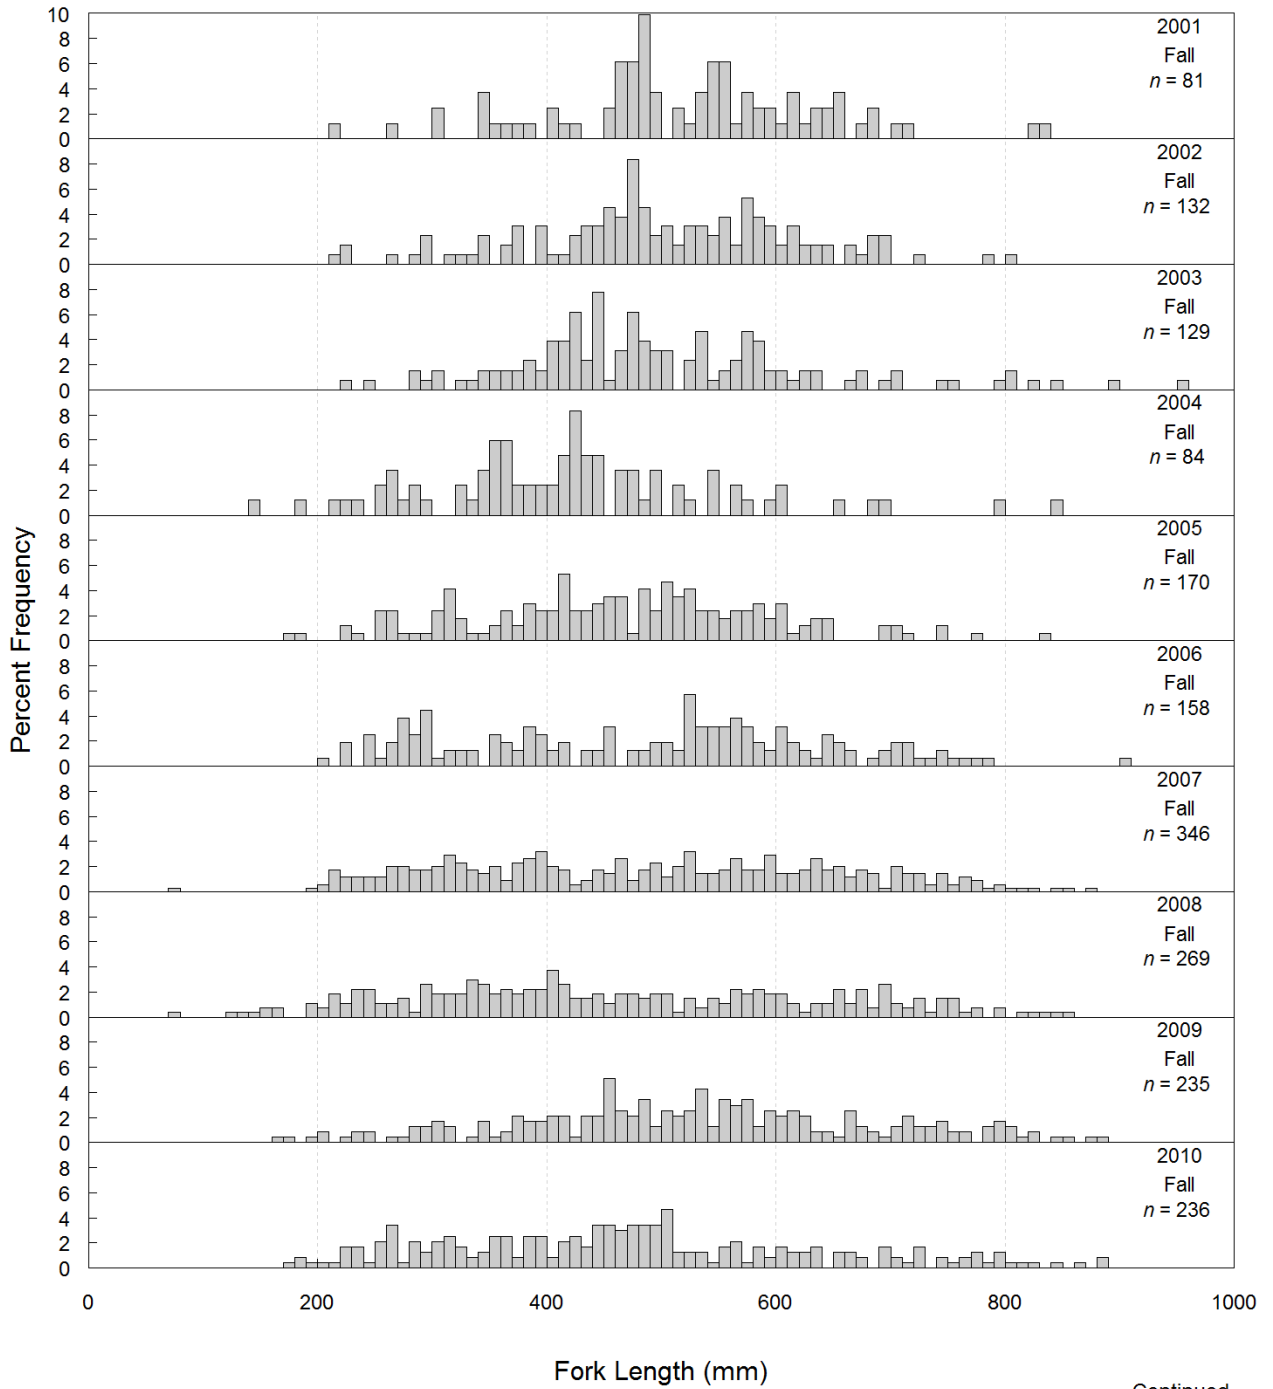 10
8
6
4
2
0
2001
Fall
n = 81
8
6
4
2
0
2002
Fall
n = 132
8
6
4
2
0
2003
Fall
n = 129
8
6
4
2
0
2004
Fall
n = 84
8
6
4
2
0
2005
Fall
n = 170
8
6
4
2
0
2006
Fall
n = 158
8
6
4
2
0
2007
Fall
n = 346
8
6
4
2
0
2008
Fall
n = 269
8
6
4
2
0
2009
Fall
n = 235
8
6
4
2
0
2010
Fall
n = 236
Percent Frequency
0 200 400 600 800 1000
Fork Length (mm)
Continued